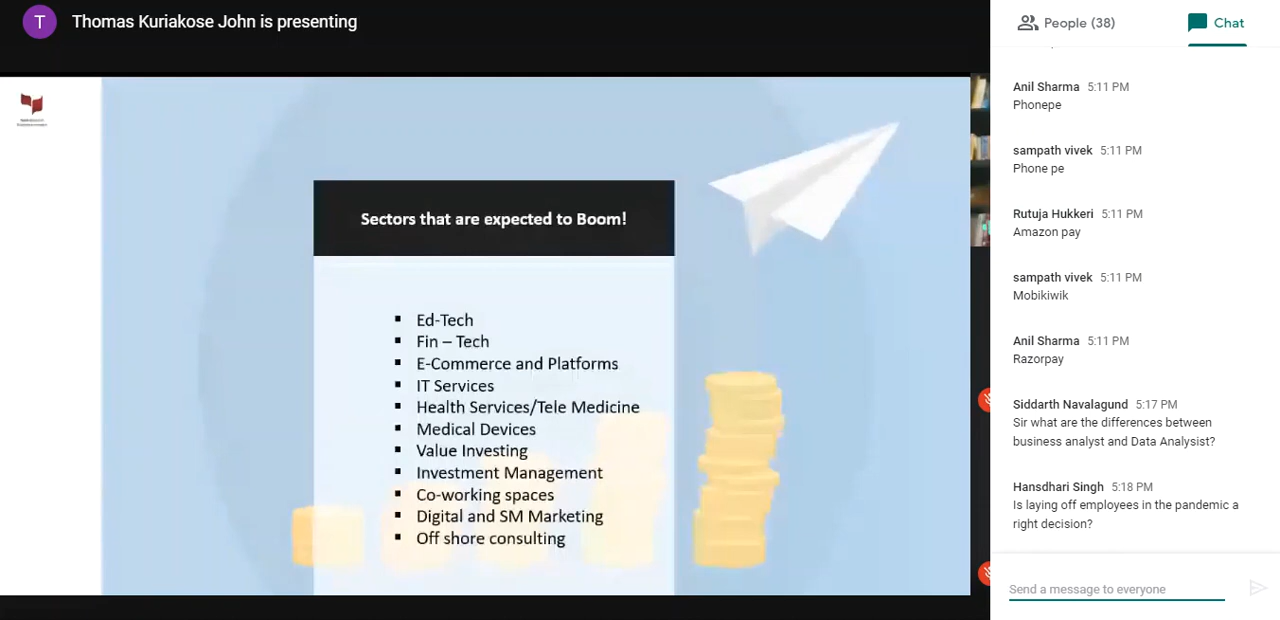 T
Thomas Kuriakose John is presenting
People (38)
Chat
Sectors that are expected to Boom!
▪ Ed-Tech
▪ Fin – Tech
▪ E-Commerce and Platforms
▪ IT Services
▪ Health Services/Tele Medicine
▪ Medical Devices
▪ Value Investing
▪ Investment Management
▪ Co-working spaces
▪ Digital and SM Marketing
▪ Off shore consulting
Anil Sharma 5:11 PM
Phonepe
sampath vivek 5:11 PM
Phone pe
Rutuja Hukkeri 5:11 PM
Amazon pay
sampath vivek 5:11 PM
Mobikiwik
Anil Sharma 5:11 PM
Razorpay
Siddarth Navalagund 5:17 PM
Sir what are the differences between
business analyst and Data Analysist?
Hansdhari Singh 5:18 PM
Is laying off employees in the pandemic a
right decision?
Send a message to everyone